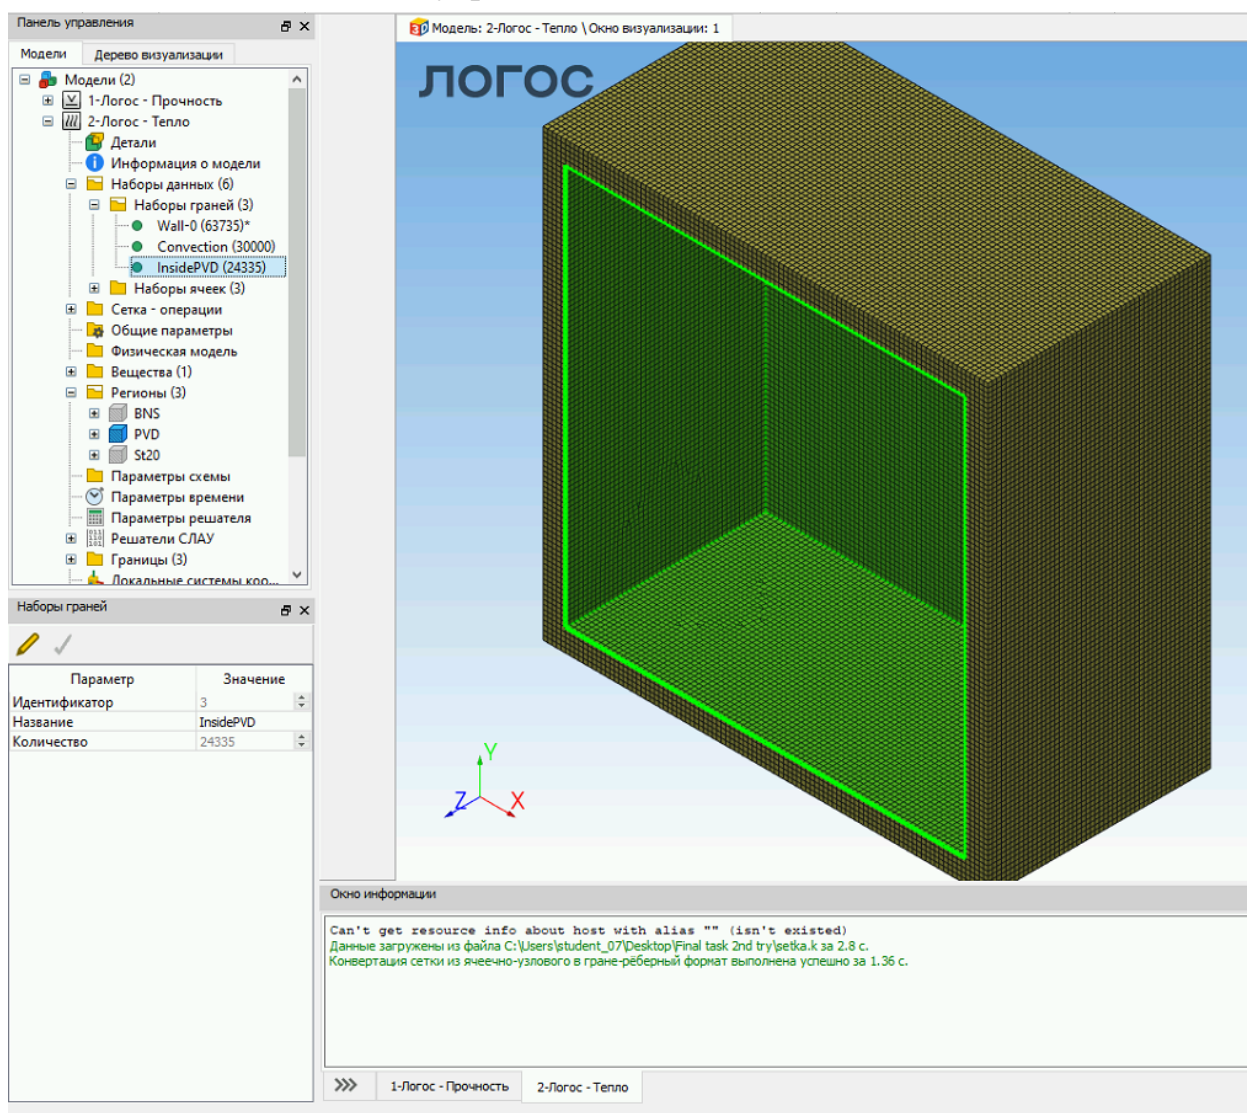 Панель управления
Модели Дерево визуализации
Модели (2)
1-Логос - Прочность
2-Логос - Тепло
Детали
Информация о модели
Наборы данных (6)
Наборы граней (3)
Wall-0 (63735)*
Convection (30000)
InsidePVD (24335)
Наборы ячеек (3)
Сетка - операции
Общие параметры
Физическая модель
Вещества (1)
Регионы (3)
BNS
PVD
St20
Параметры схемы
Параметры времени
Параметры решателя
Решатели СЛАУ
Границы (3)
Локальные системы коо...
Наборы граней
Параметр Значение
Идентификатор 3
Название InsidePVD
Количество 24335
3D Модель: 2-Логос - Тепло \ Окно визуализации: 1
ЛОГОС
Y
Z X
Окно информации
Can't get resource info about host with alias "" (isn't existed)
Данные загружены из файла C:\Users\student_07\Desktop\Final task 2nd try\setka.k за 2.8 с.
Конвертация сетки из ячеечно-узлового в гране-рёберный формат выполнена успешно за 1.36 с.
1-Логос - Прочность 2-Логос - Тепло